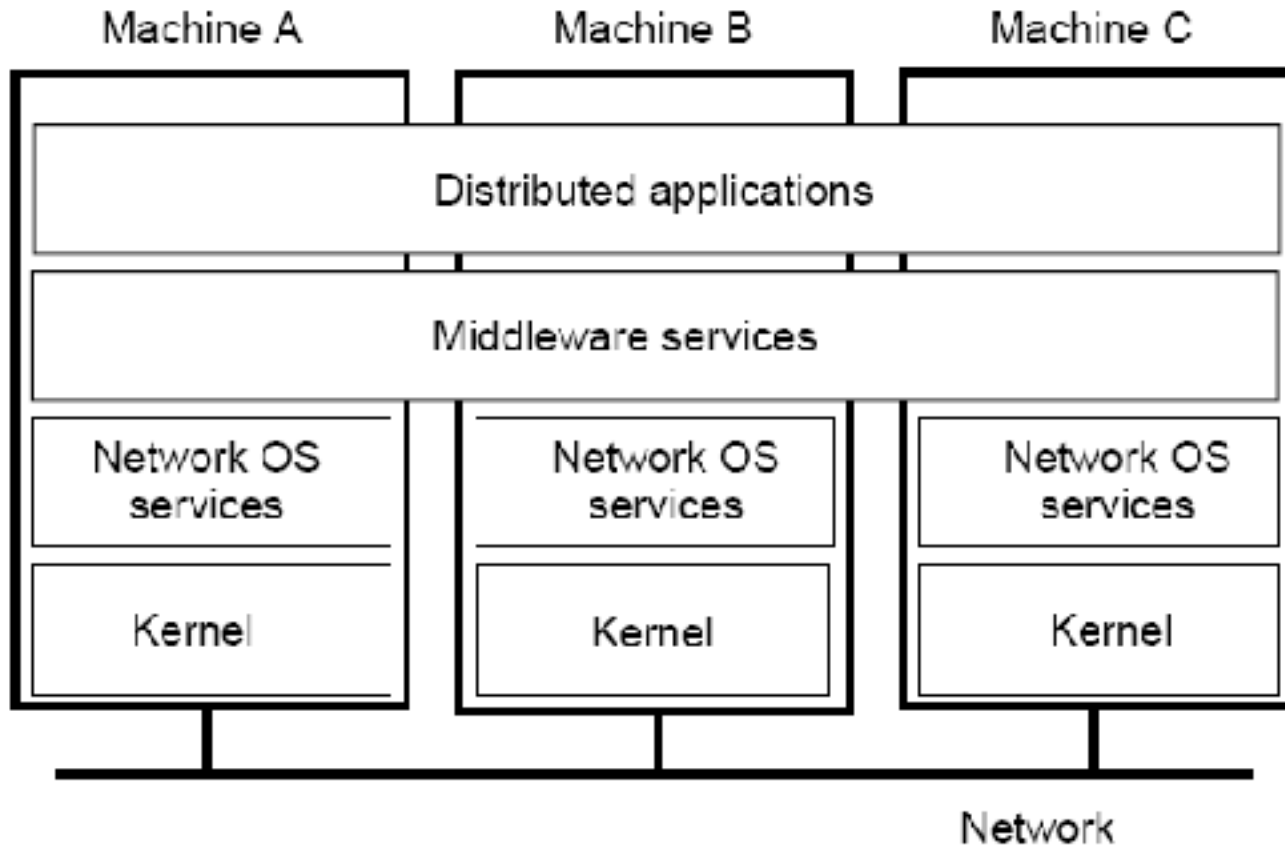 Machine A
Machine B
Machine C
Distributed applications
Middleware services
Network OS
services
Network OS
services
Network OS
services
Kernel
Kernel
Kernel
Network